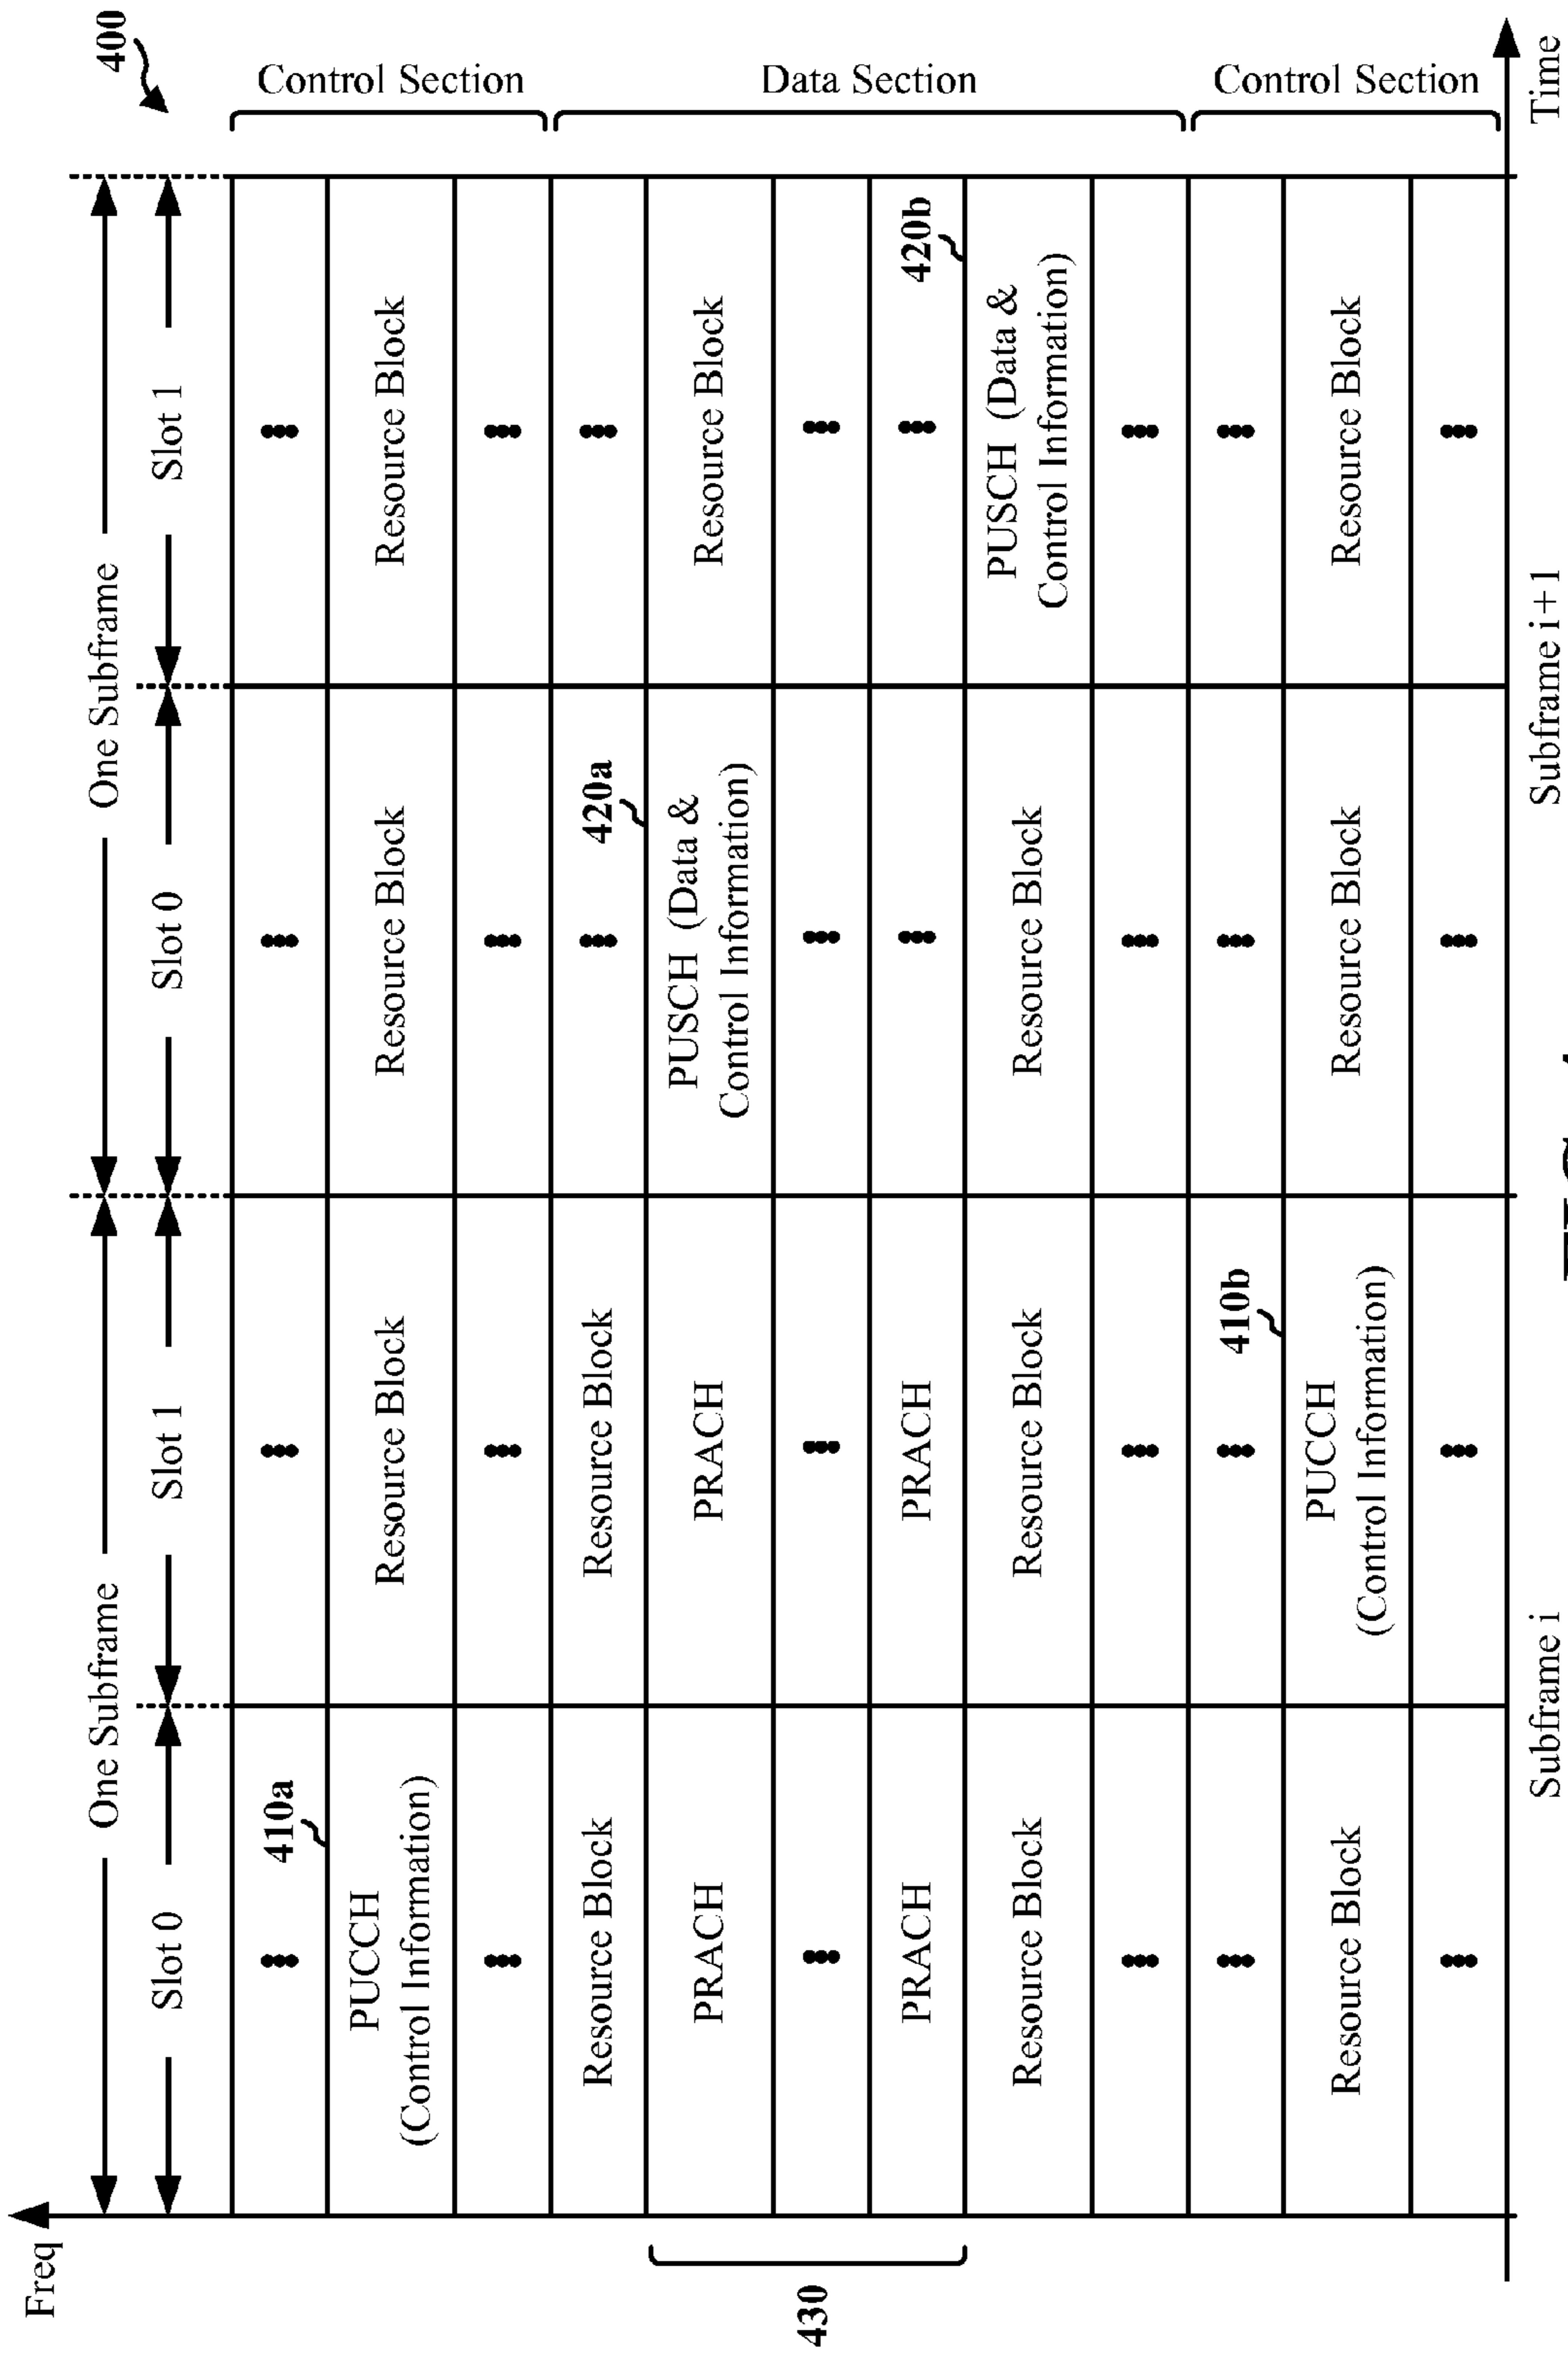 400
Freq
One Subframe
One Subframe
Slot 0
Slot 1
Slot 0
Slot 1
Control Section
Data Section
Control Section
410a
PUCCH
(Control Information)
Resource Block
Resource Block
Resource Block
Resource Block
Resource Block
420a
430
PRACH
PRACH
PUSCH (Data &
Control Information)
Resource Block
PRACH
PRACH
420b
Resource Block
Resource Block
Resource Block
PUSCH (Data &
Control Information)
410b
Resource Block
PUCCH
(Control Information)
Resource Block
Resource Block
Subframe i
Subframe i+1
Time